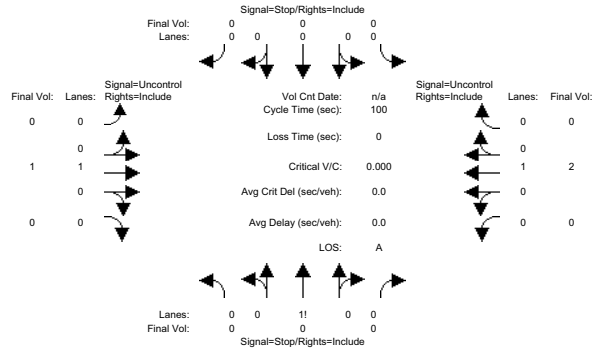 Signal=Stop/Rights=Include
Final Vol: 0 0 0
Lanes: 0 0 0 0 0
Signal=Uncontrol
Final Vol: Lanes: Rights=Include
Vol Cnt Date: n/a
Signal=Uncontrol
Rights=Include Lanes: Final Vol:
Cycle Time (sec): 100
0 0
0 0
Loss Time (sec): 0
0
0
1 1
Critical V/C: 0.000
1 2
0
Avg Crit Del (sec/veh): 0.0
0 0
0 0
Avg Delay (sec/veh): 0.0
0 0
LOS: A
Lanes: 0 0 1! 0 0
Final Vol: 0 0 0
Signal=Stop/Rights=Include